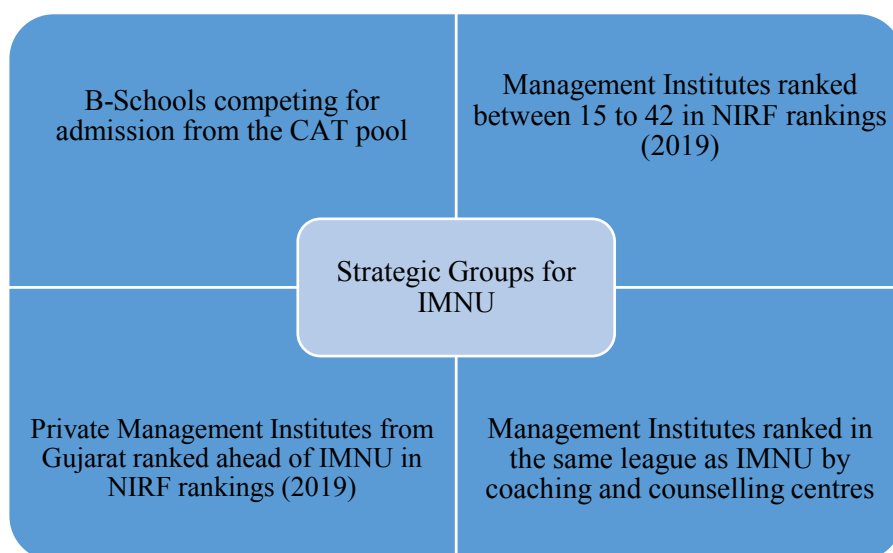 B-Schools competing for
admission from the CAT pool
Management Institutes ranked
between 15 to 42 in NIRF rankings
(2019)
Strategic Groups for
IMNU
Private Management Institutes from
Gujarat ranked ahead of IMNU in
NIRF rankings (2019)
Management Institutes ranked in
the same league as IMNU by
coaching and counselling centres